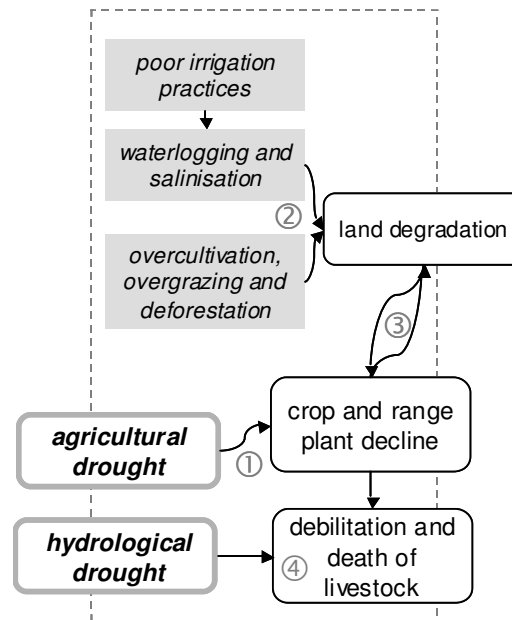 poor irrigation
practices
waterlogging and
salinisation
②
land degradation
overcultivation,
overgrazing and
deforestation
③
crop and range
plant decline
agricultural
drought
①
hydrological
drought
④
debilitation and
death of
livestock